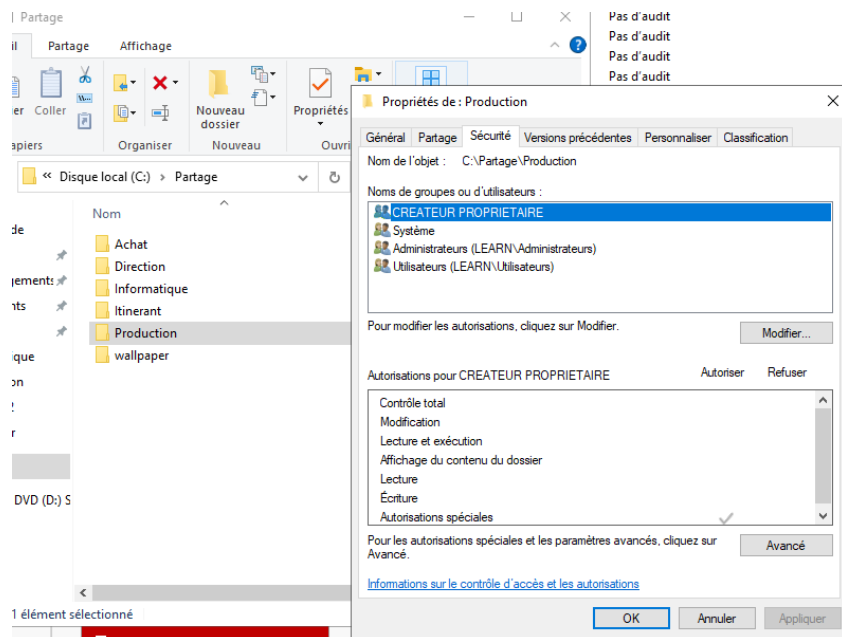 Partage
Pas d'audit
Pas d'audit
Pas d'audit
Pas d'audit
Partage Affichage
Coller
Nouveau dossier
Propriétés
Organiser
Nouveau
Disque local (C:) > Partage
Nom
Achat
Direction
Informatique
Itinerant
Production
wallpaper
DVD (D:) S
1 élément sélectionné
Propriétés de : Production
Général Partage Sécurité Versions précédentes Personnaliser Classification
Nom de l'objet : C:\Partage\Production
Noms de groupes ou d'utilisateurs :
CREATEUR PROPRIETAIRE
Système
Administrateurs (LEARN\Administrateurs)
Utilisateurs (LEARN\Utilisateurs)
Pour modifier les autorisations, cliquez sur Modifier.
Modifier...
Autorisations pour CREATEUR PROPRIETAIRE Autoriser Refuser
Contrôle total
Modification
Lecture et exécution
Affichage du contenu du dossier
Lecture
Écriture
Autorisations spéciales
Pour les autorisations spéciales et les paramètres avancés, cliquez sur
Avancé.
Avancé
Informations sur le contrôle d'accès et les autorisations
OK Annuler Appliquer